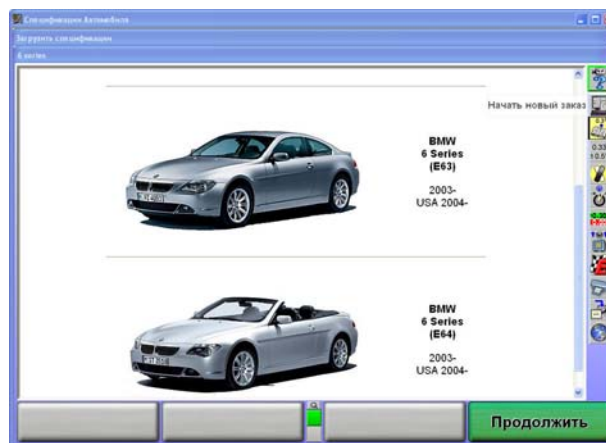 Спецификации Автомобиля
Загрузить спецификации
6 series
Начать новый заказ
BMW
6 Series
(E63)
2003-
USA 2004-
BMW
6 Series
(E64)
2003-
USA 2004-
Продолжить